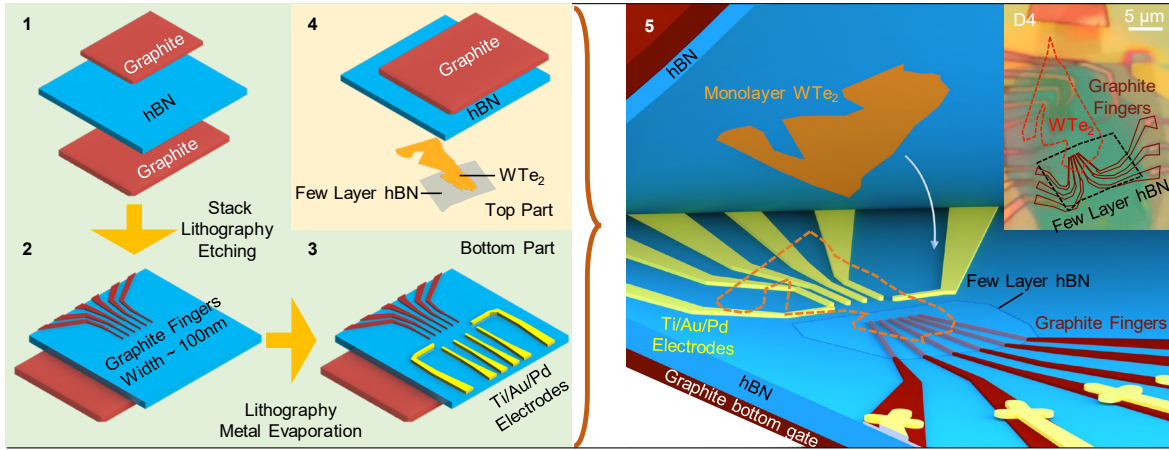 1
Graphite
hBN
Graphite
Stack
Lithography
Etching
2
Graphite Fingers
Width ~ 100nm
Lithography
Metal Evaporation
3
Bottom Part
Ti/Au/Pd
Electrodes
4
Graphite
hBN
WTe₂
Few Layer hBN
Top Part
5
hBN
Monolayer WTe₂
Few Layer hBN
Graphite Fingers
Ti/Au/Pd
Electrodes
hBN
Graphite bottom gate
D4
5 μm
Graphite
Fingers
WTe₂
Few Layer hBN